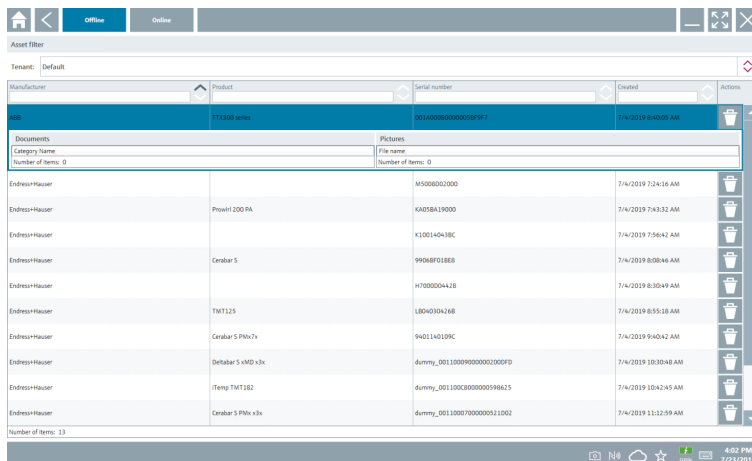 Offline Online
Asset filter
Tenant: Default
Manufacturer Product Serial number Created Actions
ABB TTX300 series 001A000B8000005BF9F7 7/4/2019 8:40:05 AM
Documents Pictures
Category Name File name
Number of Items: 0 Number of Items: 0
Endress+Hauser M5008D02000 7/4/2019 7:24:16 AM
Endress+Hauser Prowirl 200 PA KA05BA19000 7/4/2019 7:43:32 AM
Endress+Hauser K10014043BC 7/4/2019 7:56:42 AM
Endress+Hauser Cerabar S 9906BF01BE8 7/4/2019 8:08:46 AM
Endress+Hauser H7000D04428 7/4/2019 8:30:49 AM
Endress+Hauser TMT125 LB04030426B 7/4/2019 8:55:18 AM
Endress+Hauser Cerabar S PMx7x 9401140109C 7/4/2019 9:40:42 AM
Endress+Hauser Deltabar S xMD x3x dummy_00110009000000200DFD 7/4/2019 10:30:48 AM
Endress+Hauser iTemp TMT182 dummy_001100C8000000598625 7/4/2019 10:42:45 AM
Endress+Hauser Cerabar S PMx x3x dummy_00110007000000521D02 7/4/2019 11:12:59 AM
Number of Items: 13
4:02 PM